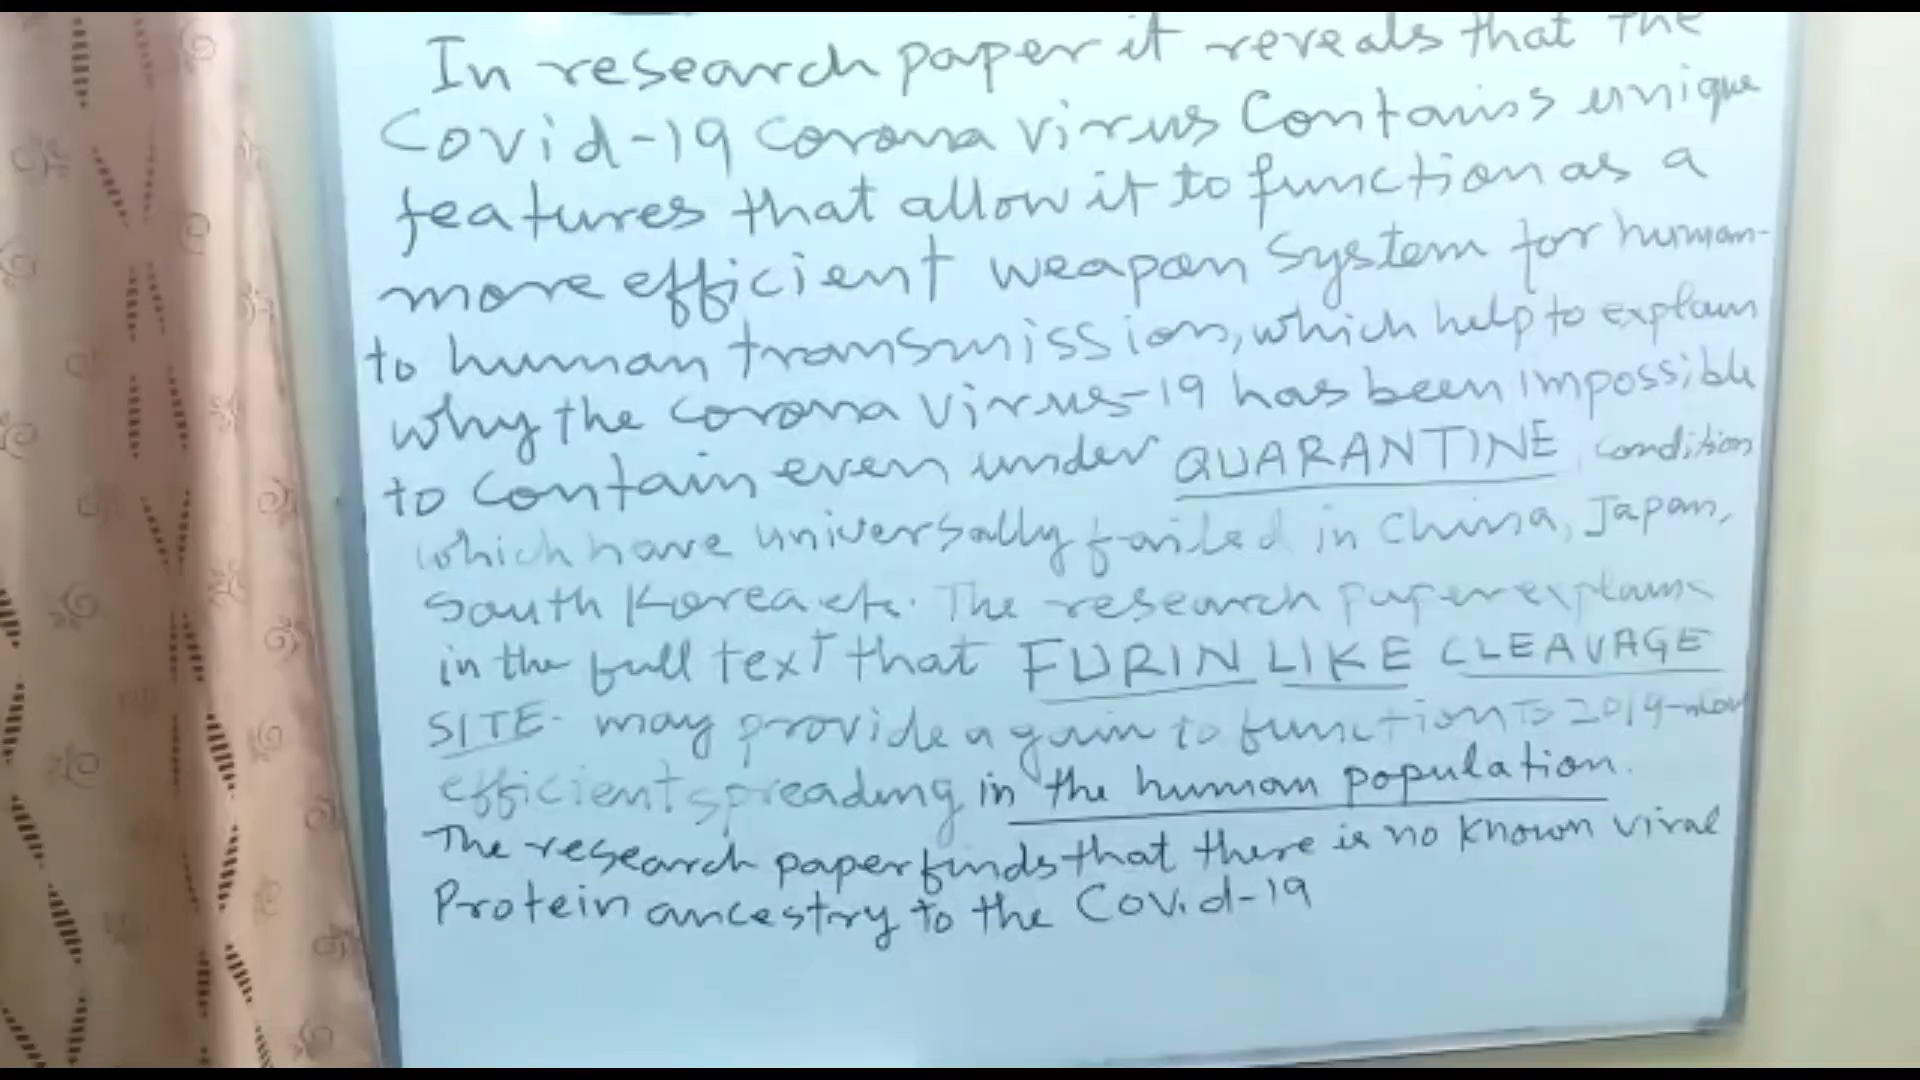 In research paper it reveals that the
Covid-19 corona virus Contains unique
features that allow it to function as a
more efficient weapon system for human-
to human transmission, which help to explain
why the corona virus-19 has been impossible
to contain even under QUARANTINE condition
which have universally failed in China, Japan,
South Korea etc. The research paper explains
in the full text that FURIN LIKE CLEAVAGE
SITE- may provide a gain to function to 2019-ncov
efficient spreading in the human population.
The research paper finds that there is no known viral
Protein ancestry to the Covid-19